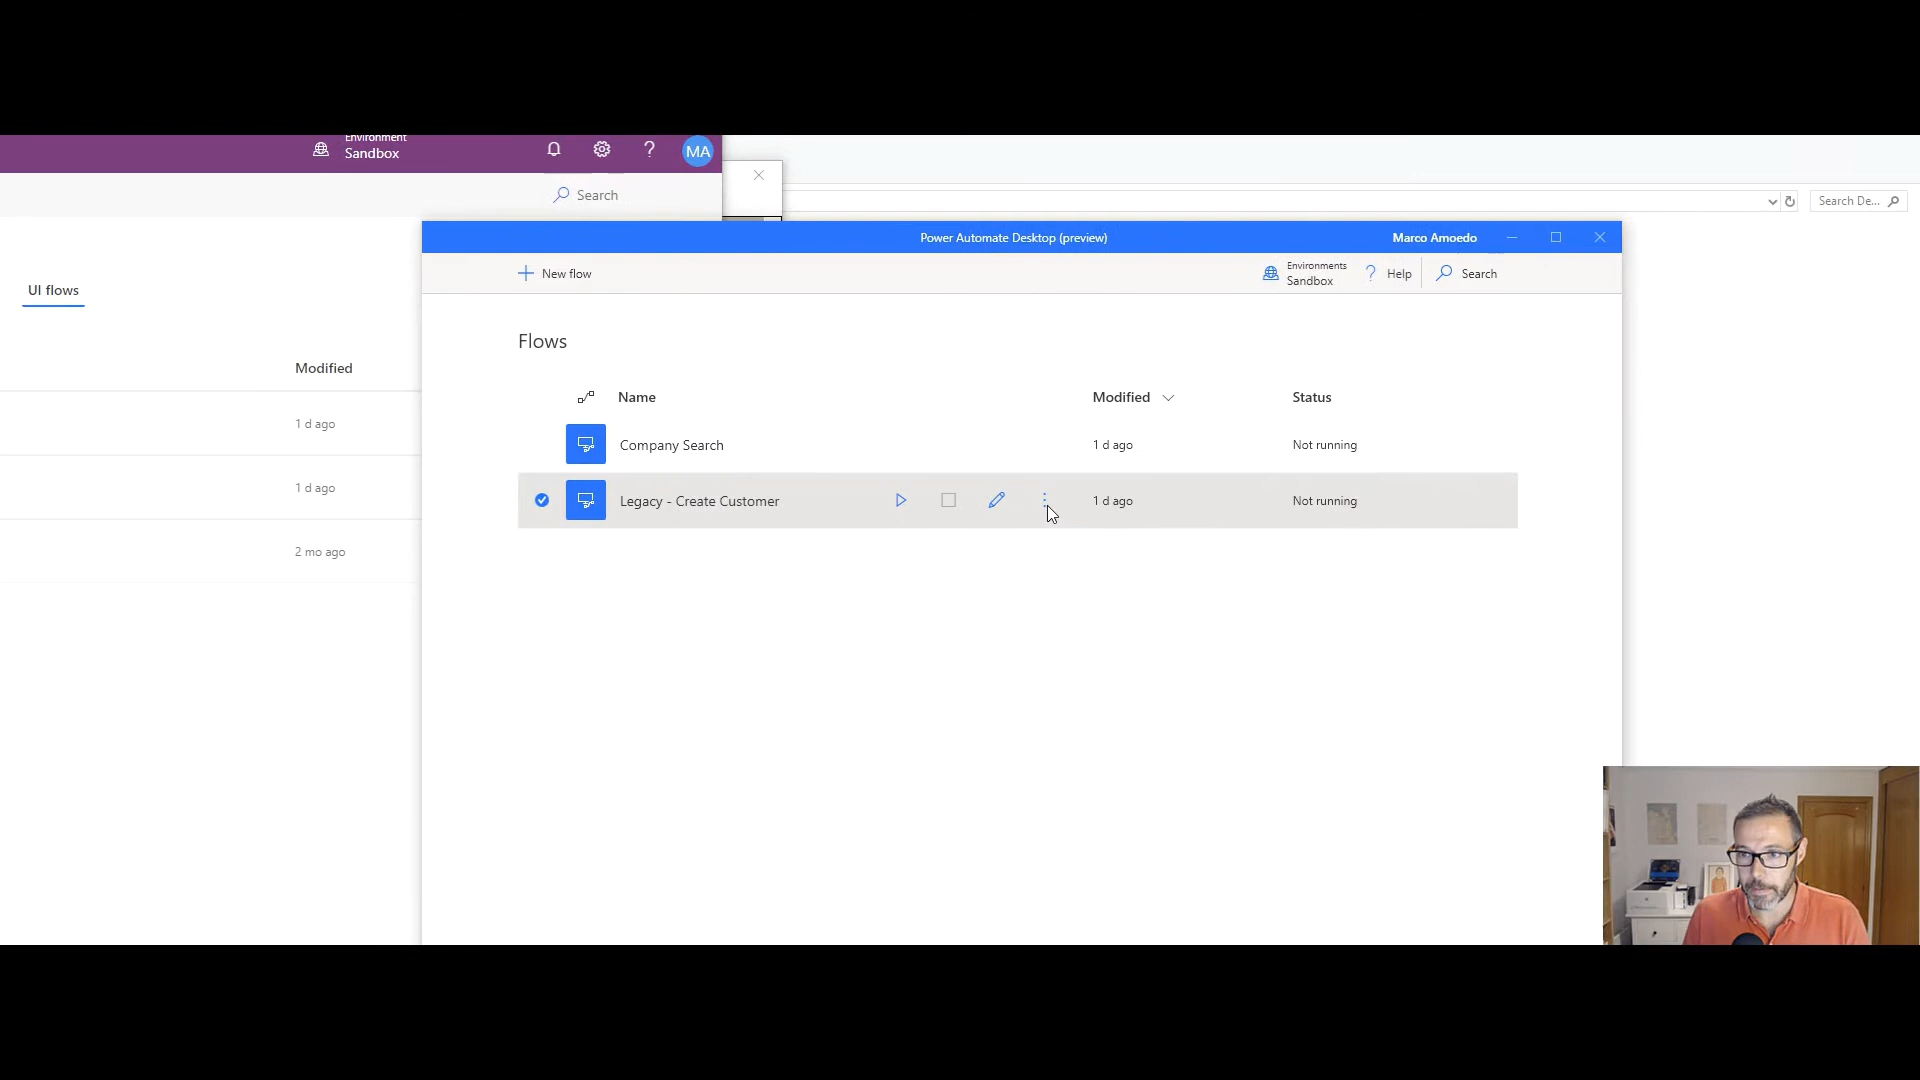 Environment
Sandbox
?
MA
Search
Search De...
UI flows
Modified
1 d ago
1 d ago
2 mo ago
Power Automate Desktop (preview)
Marco Amoedo
New flow
Environments
Sandbox
? Help
Search
Flows
Name
Modified
Status
Company Search
1 d ago
Not running
Legacy - Create Customer
1 d ago
Not running